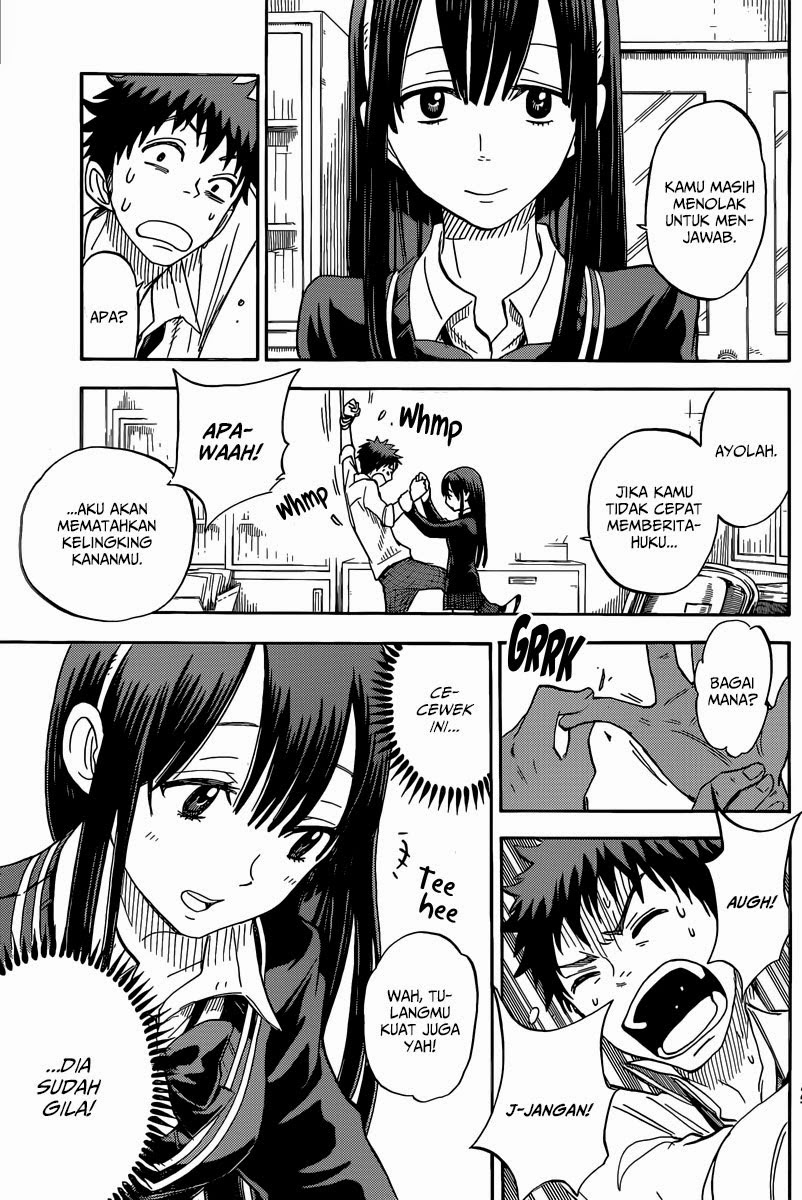 KAMU MASIH
MENOLAK
UNTUK MEN-
JAWAB.
APA?
AYOLAH.
JIKA KAMU
TIDAK CEPAT
MEMBERITA-
HUKU...
WHMP
APA-
WAAH!
WHMP
...AKU AKAN
MEMATAHKAN
KELINGKING
KANANMU.
BAGAI
MANA?
GRRK
AUGH!
J-JANGAN!
CE-
CEWEK
INI...
Tee
hee
WAH, TU-
LANGMU
KUAT JUGA
YAH!
...DIA
SUDAH
GILA!